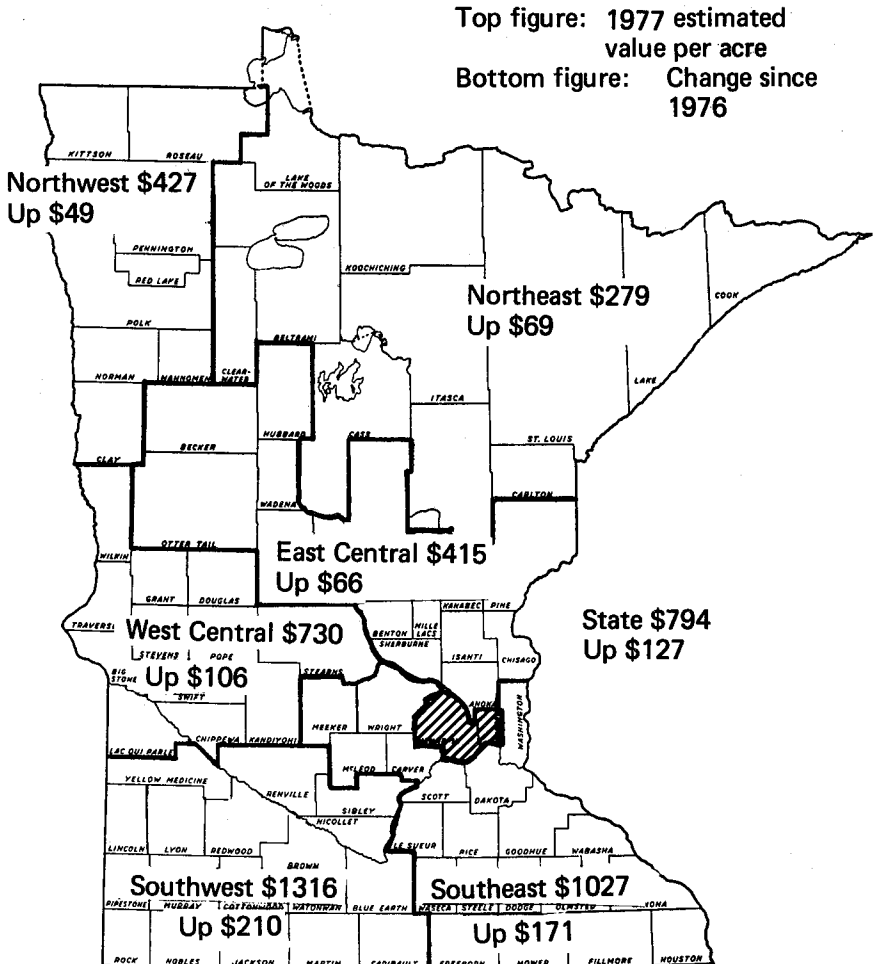 Top figure: 1977 estimated
value per acre
Bottom figure: Change since
1976
KITTSON
ROSEAU
LAKE
OF THE WOODS
Northwest $427
Up $49
PENNINGTON
RED LAKE
KOOCHICHING
Northeast $279
Up $69
COOK
POLK
BELTRAMI
NORMAN
MAHNOMEN
CLEAR-
WATER
LAKE
ITASCA
HUBBARD
CASS
BECKER
ST. LOUIS
CLAY
WADENA
CARLTON
OTTER TAIL
WILKIN
East Central $415
Up $66
GRANT
DOUGLAS
KANABEC
PINE
State $794
Up $127
TRAVERS
West Central $730
BENTON
MILLE
LACS
SHERBURNE
STEVENS
POPE
ISANTI
CHISAGO
BIG
STONE
Up $106
STEARNS
SWIFT
ANOKA
WASHINGTON
MEEKER
WRIGHT
CHIPPEWA
KANDIYOHI
LAC QUI PARLE
McLEOD
CARVER
YELLOW MEDICINE
RENVILLE
SCOTT
DAKOTA
SIBLEY
NICOLLET
LINCOLN
LYON
REDWOOD
LE SUEUR
RICE
GOODHUE
WABASHA
BROWN
Southwest $1316
Southeast $1027
PIPESTONE
MURRAY
COTTONWOOD
WATONWAN
BLUE EARTH
WASECA
STEELE
DODGE
OLMSTED
NONA
Up $210
Up $171
ROCK
NOBLES
JACKSON
MARTIN
FARIBAULT
FREEBORN
MOWER
FILLMORE
HOUSTON